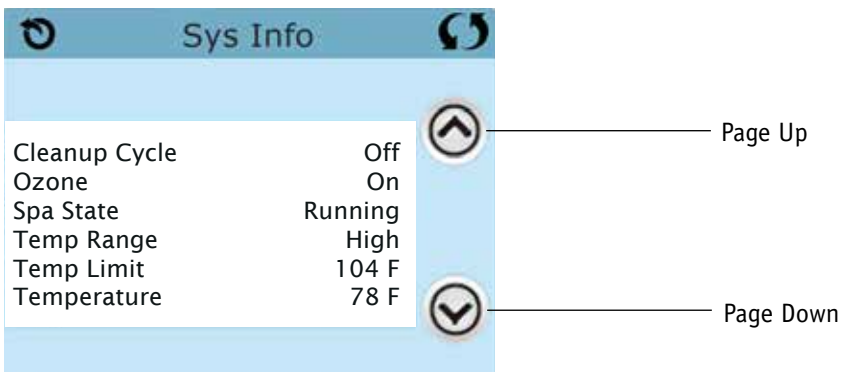 Sys Info
Page Up
Cleanup Cycle Off
Ozone On
Spa State Running
Temp Range High
Temp Limit 104 F
Temperature 78 F
Page Down